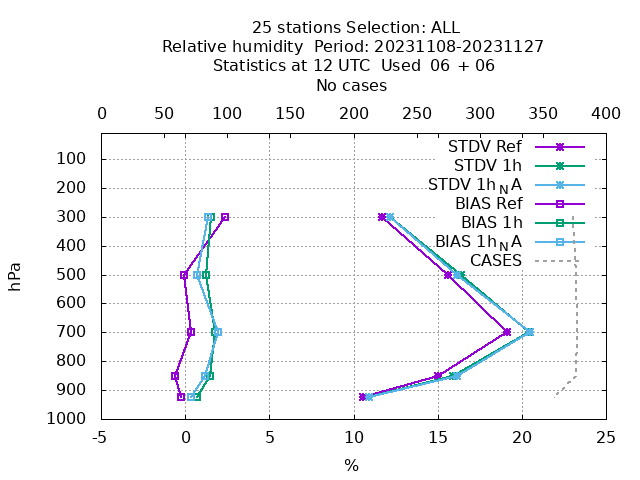 25 stations Selection: ALL
Relative humidity  Period: 20231108-20231127
Statistics at 12 UTC  Used  06 + 06
No cases
0 50 100 150 200 250 300 350 400
STDV Ref
STDV 1h
STDV 1h_NA
BIAS Ref
BIAS 1h
BIAS 1h_NA
CASES
100
200
300
400
500
600
700
800
900
1000
hPa
-5 0 5 10 15 20 25
%